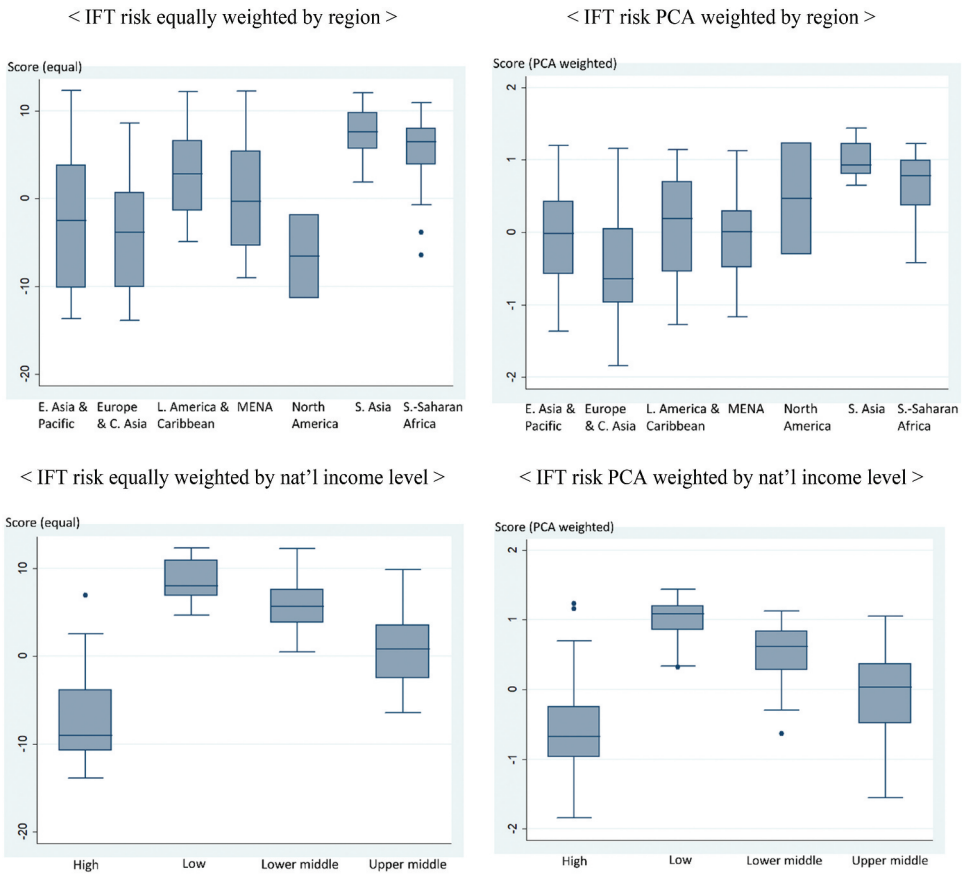 < IFT risk equally weighted by region >
Score (equal)
10
0
-10
-20
E. Asia & Pacific
Europe & C. Asia
L. America & Caribbean
MENA
North America
S. Asia
S.-Saharan Africa
< IFT risk PCA weighted by region >
Score (PCA weighted)
2
1
0
-1
-2
E. Asia & Pacific
Europe & C. Asia
L. America & Caribbean
MENA
North America
S. Asia
S.-Saharan Africa
< IFT risk equally weighted by nat’l income level >
Score (equal)
10
0
-10
-20
High
Low
Lower middle
Upper middle
< IFT risk PCA weighted by nat’l income level >
Score (PCA weighted)
2
1
0
-1
-2
High
Low
Lower middle
Upper middle